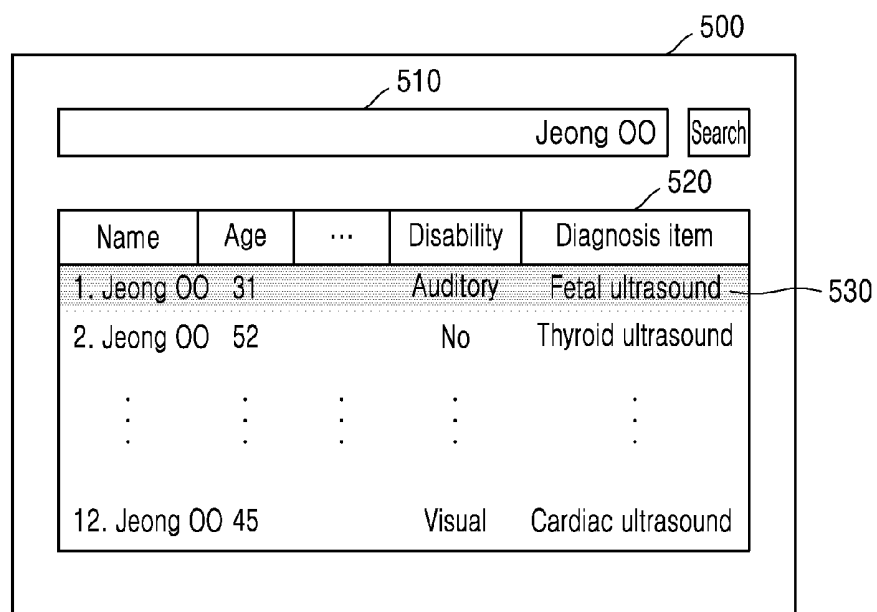 500
510
Jeong OO Search
520
Name Age ... Disability Diagnosis item
1. Jeong OO 31 Auditory Fetal ultrasound 530
2. Jeong OO 52 No Thyroid ultrasound
12. Jeong OO 45 Visual Cardiac ultrasound